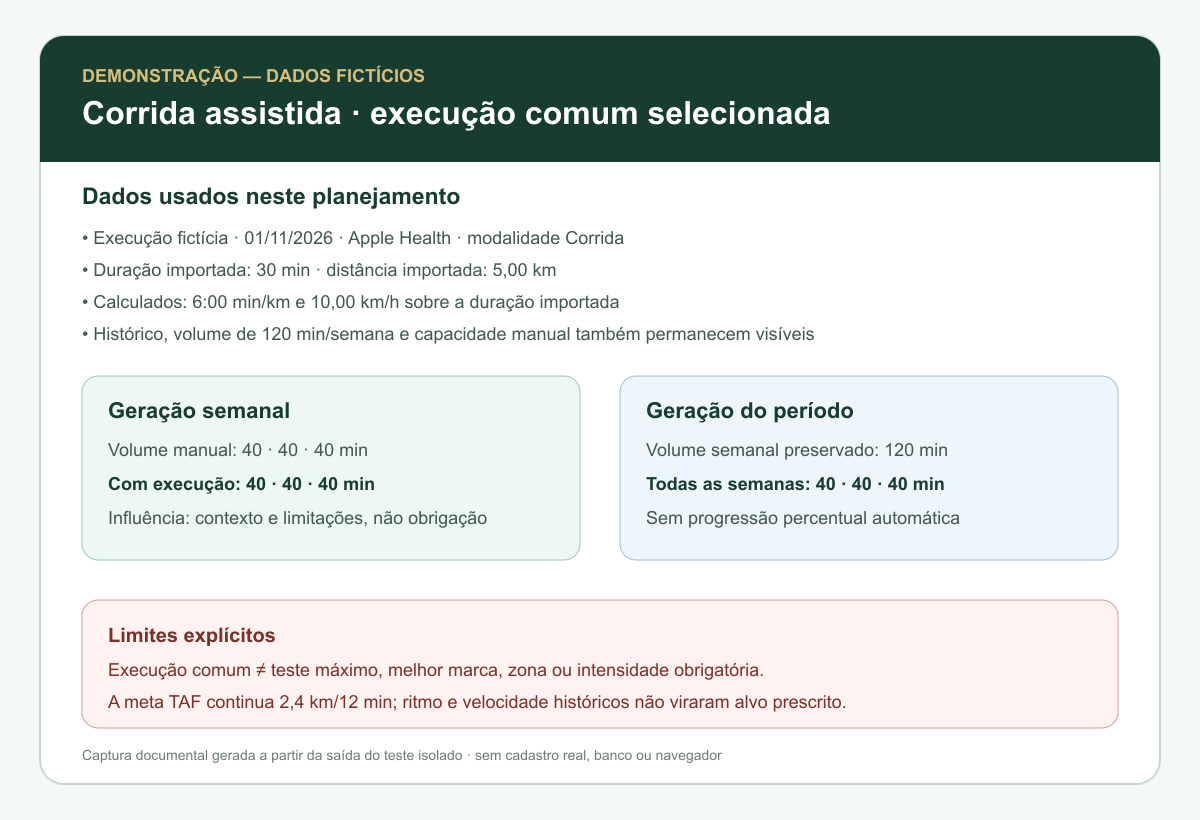 DEMONSTRAÇÃO — DADOS FICTÍCIOS
Corrida assistida · execução comum selecionada
Dados usados neste planejamento
• Execução fictícia · 01/11/2026 · Apple Health · modalidade Corrida
• Duração importada: 30 min · distância importada: 5,00 km
• Calculados: 6:00 min/km e 10,00 km/h sobre a duração importada
• Histórico, volume de 120 min/semana e capacidade manual também permanecem visíveis
Geração semanal
Volume manual: 40 · 40 · 40 min
Com execução: 40 · 40 · 40 min
Influência: contexto e limitações, não obrigação
Geração do período
Volume semanal preservado: 120 min
Todas as semanas: 40 · 40 · 40 min
Sem progressão percentual automática
Limites explícitos
Execução comum ≠ teste máximo, melhor marca, zona ou intensidade obrigatória.
A meta TAF continua 2,4 km/12 min; ritmo e velocidade históricos não viraram alvo prescrito.
Captura documental gerada a partir da saída do teste isolado · sem cadastro real, banco ou navegador